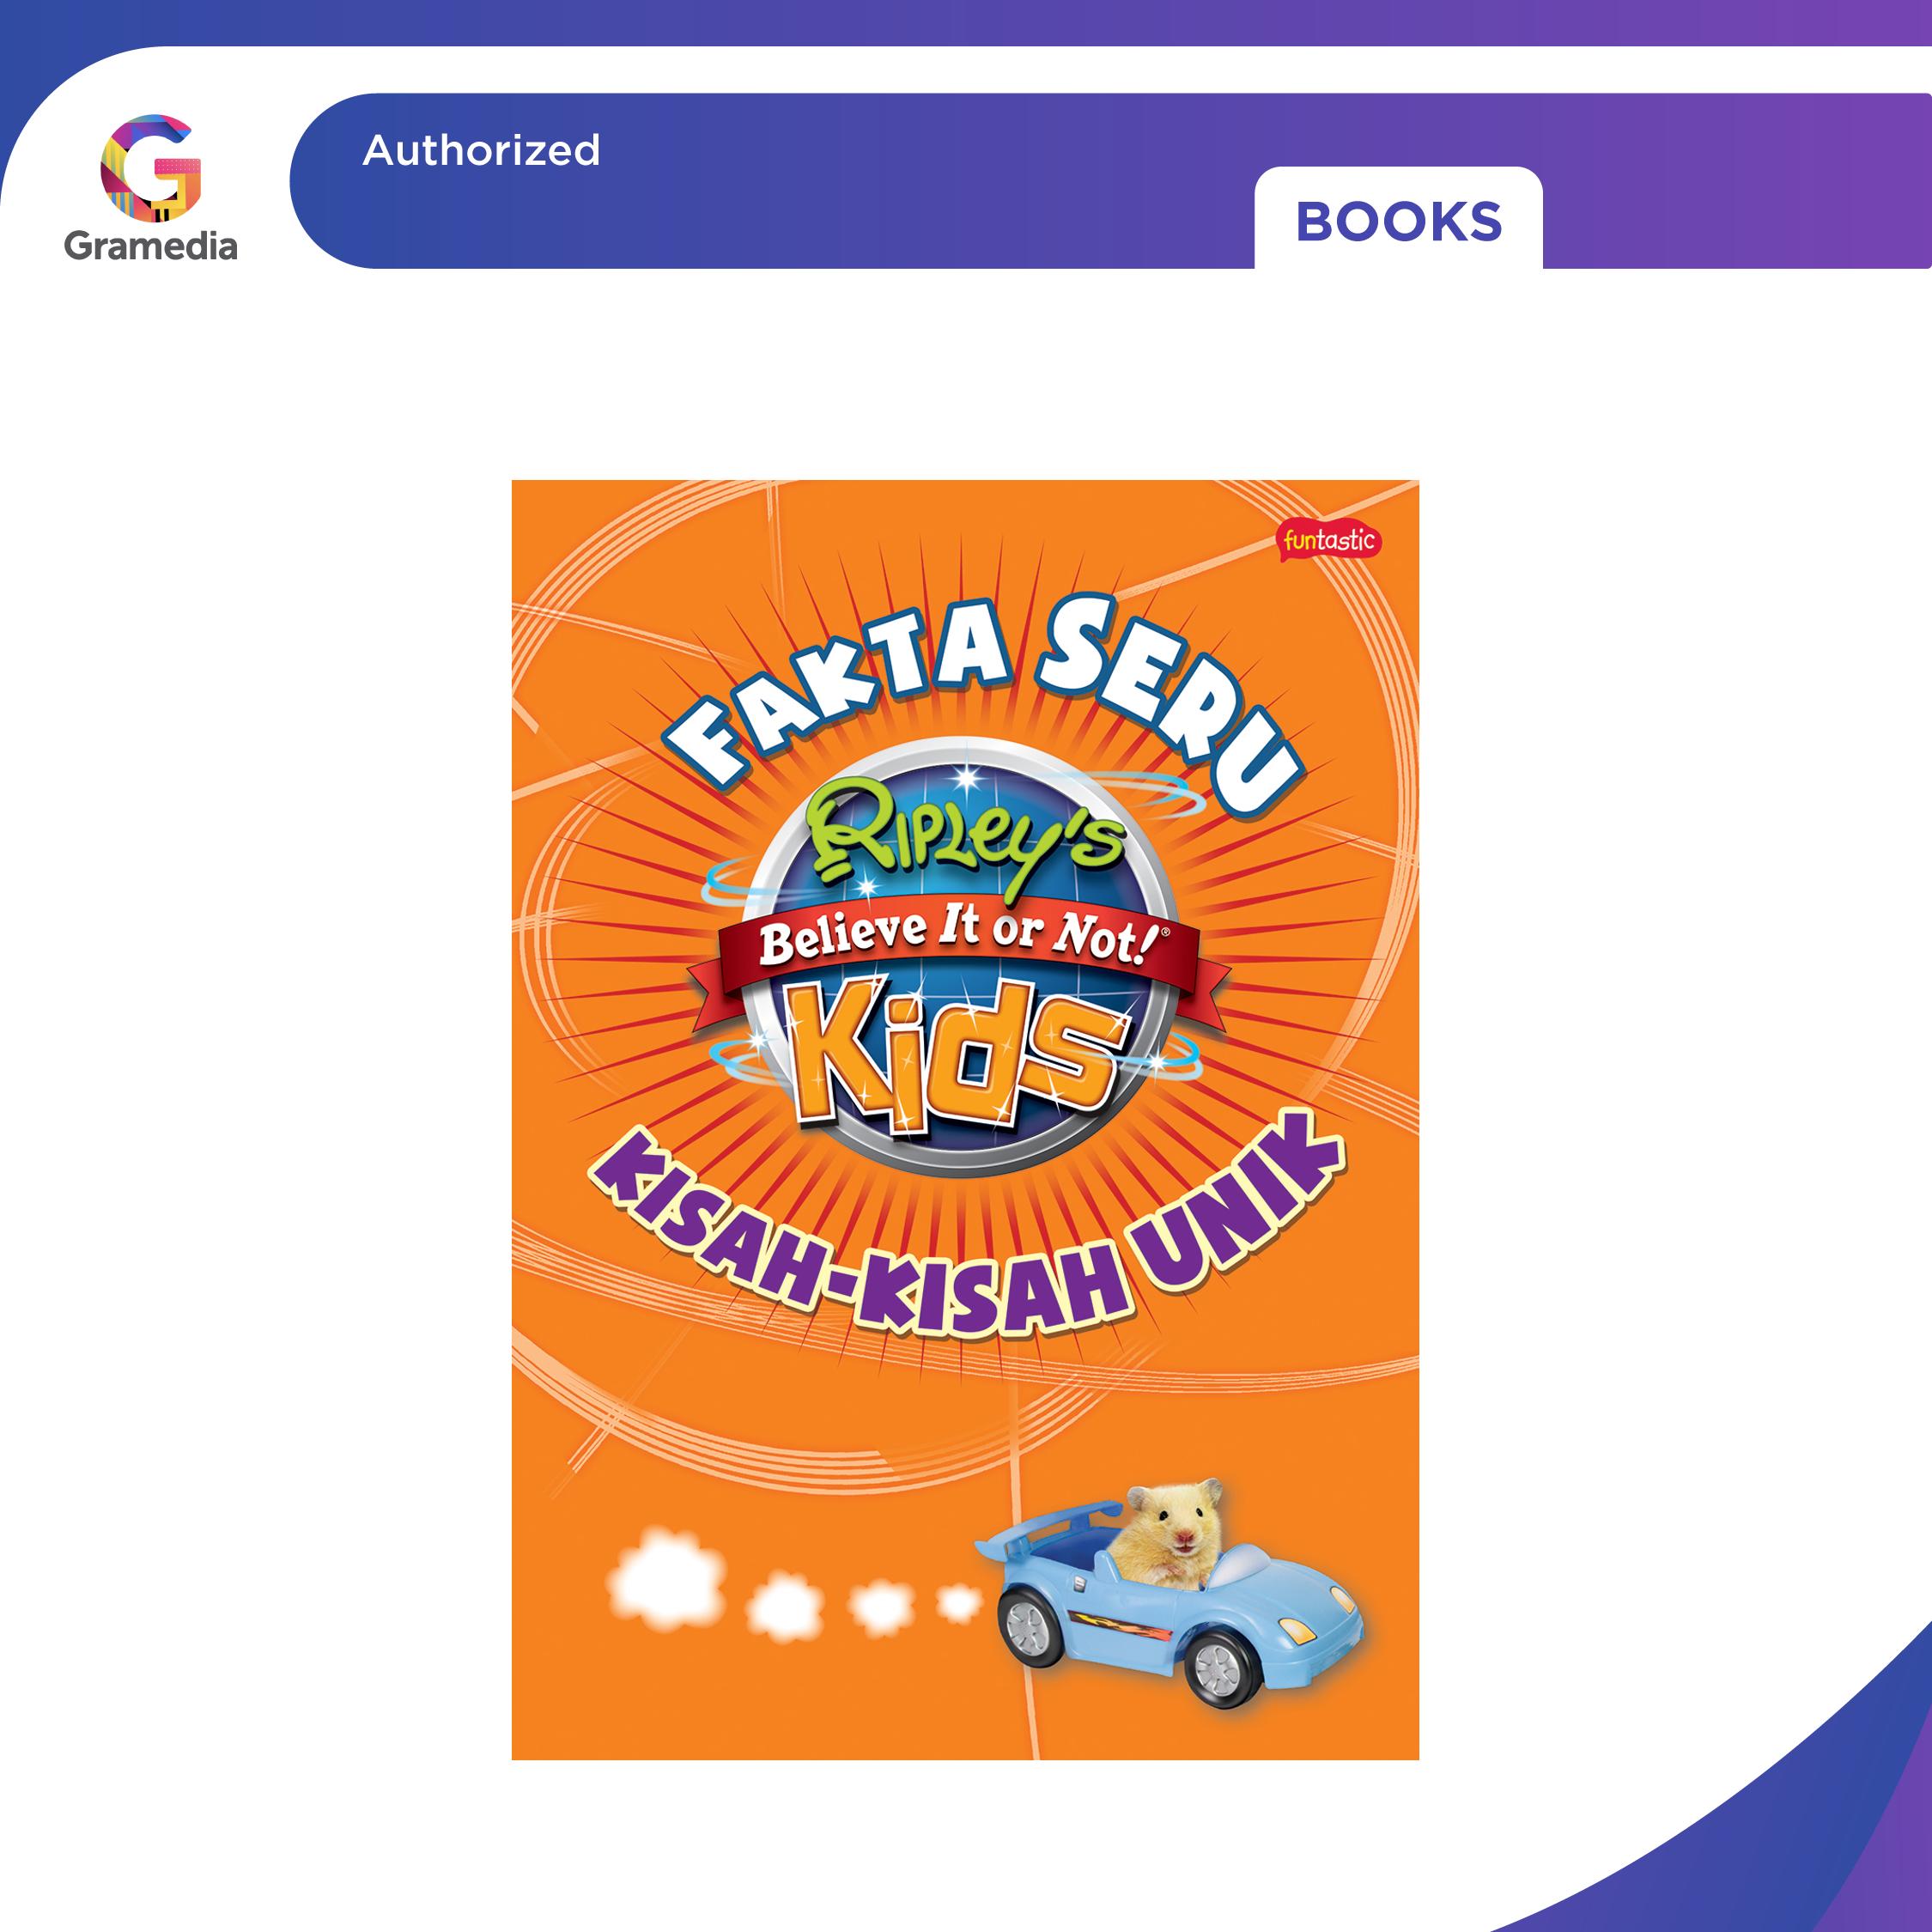 Authorized
Gramedia
BOOKS
funtastic
FAKTA SERU
RIPLey's
Believe It or Not!®
Kids
KISAH-KISAH UNIK